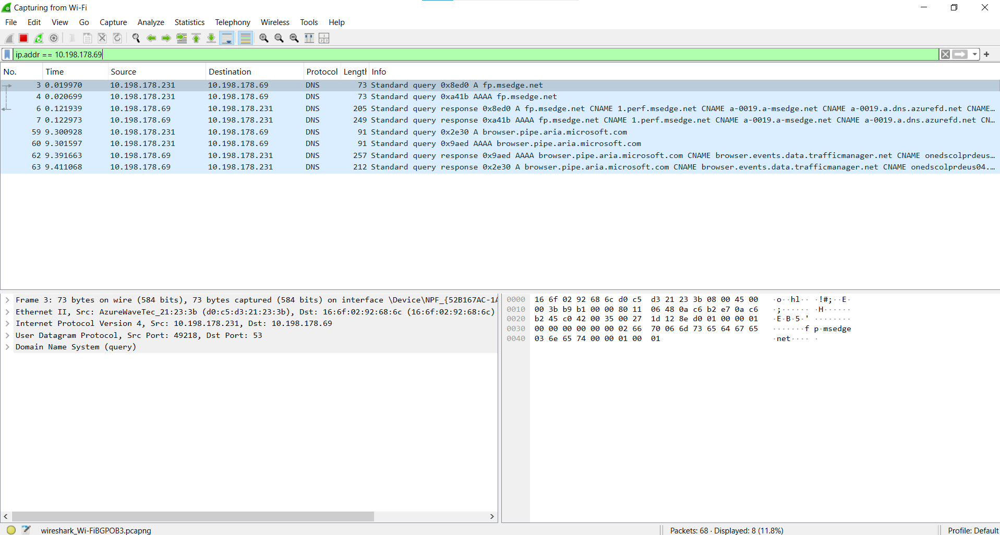 Capturing from Wi-Fi
File Edit View Go Capture Analyze Statistics Telephony Wireless Tools Help
ip.addr == 10.198.178.69
No. Time Source Destination Protocol Length Info
3 0.019970 10.198.178.231 10.198.178.69 DNS 73 Standard query 0x8ed0 A fp.msedge.net
4 0.020699 10.198.178.231 10.198.178.69 DNS 73 Standard query 0xa41b AAAA fp.msedge.net
6 0.121939 10.198.178.69 10.198.178.231 DNS 205 Standard query response 0x8ed0 A fp.msedge.net CNAME 1.perf.msedge.net CNAME a-0019.a-msedge.net CNAME a-0019.a.dns.azurefd.net CNAME…
7 0.122973 10.198.178.69 10.198.178.231 DNS 249 Standard query response 0xa41b AAAA fp.msedge.net CNAME 1.perf.msedge.net CNAME a-0019.a-msedge.net CNAME a-0019.a.dns.azurefd.net CN…
59 9.300928 10.198.178.231 10.198.178.69 DNS 91 Standard query 0x2e30 A browser.pipe.aria.microsoft.com
60 9.301597 10.198.178.231 10.198.178.69 DNS 91 Standard query 0x9aed AAAA browser.pipe.aria.microsoft.com
62 9.391663 10.198.178.69 10.198.178.231 DNS 257 Standard query response 0x9aed AAAA browser.pipe.aria.microsoft.com CNAME browser.events.data.trafficmanager.net CNAME onedscolprdeus…
63 9.411068 10.198.178.69 10.198.178.231 DNS 212 Standard query response 0x2e30 A browser.pipe.aria.microsoft.com CNAME browser.events.data.trafficmanager.net CNAME onedscolprdeus04.…
Frame 3: 73 bytes on wire (584 bits), 73 bytes captured (584 bits) on interface \Device\NPF_{52B167AC-1A
Ethernet II, Src: AzureWaveTec_21:23:3b (d0:c5:d3:21:23:3b), Dst: 16:6f:02:92:68:6c (16:6f:02:92:68:6c)
Internet Protocol Version 4, Src: 10.198.178.231, Dst: 10.198.178.69
User Datagram Protocol, Src Port: 49218, Dst Port: 53
Domain Name System (query)
0000 16 6f 02 92 68 6c d0 c5 d3 21 23 3b 08 00 45 00 ·o··hl·· ·!#;··E·
0010 00 3b b9 b1 00 00 80 11 06 48 0a c6 b2 e7 0a c6 ·;······ ·H······
0020 b2 45 c0 42 00 35 00 27 1d 12 8e d0 01 00 00 01 ·E·B·5·' ········
0030 00 00 00 00 00 00 02 66 70 06 6d 73 65 64 67 65 ·······f p·msedge
0040 03 6e 65 74 00 00 01 00 01 ·net···· ·
wireshark_Wi-FiBGPOB3.pcapng
Packets: 68 · Displayed: 8 (11.8%)
Profile: Default